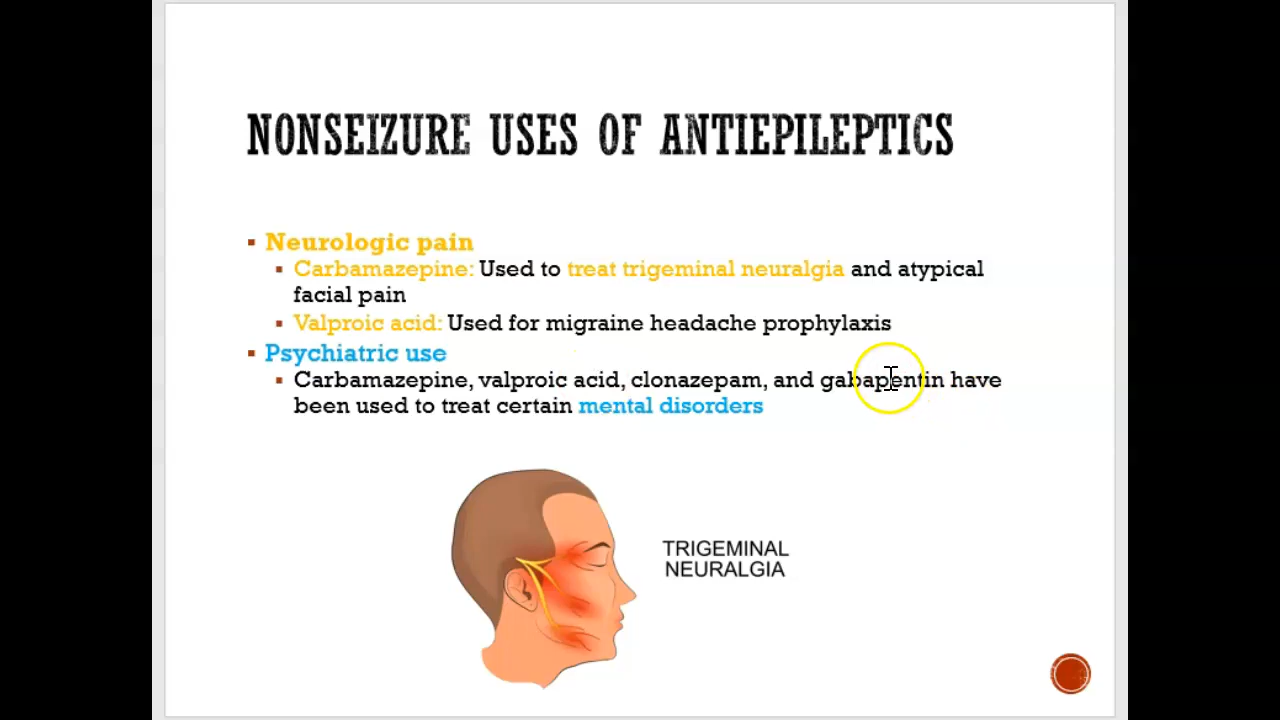 NONSEIZURE USES OF ANTIEPILEPTICS
▪ Neurologic pain
▪ Carbamazepine: Used to treat trigeminal neuralgia and atypical
facial pain
▪ Valproic acid: Used for migraine headache prophylaxis
▪ Psychiatric use
▪ Carbamazepine, valproic acid, clonazepam, and gabapentin have
been used to treat certain mental disorders
TRIGEMINAL
NEURALGIA